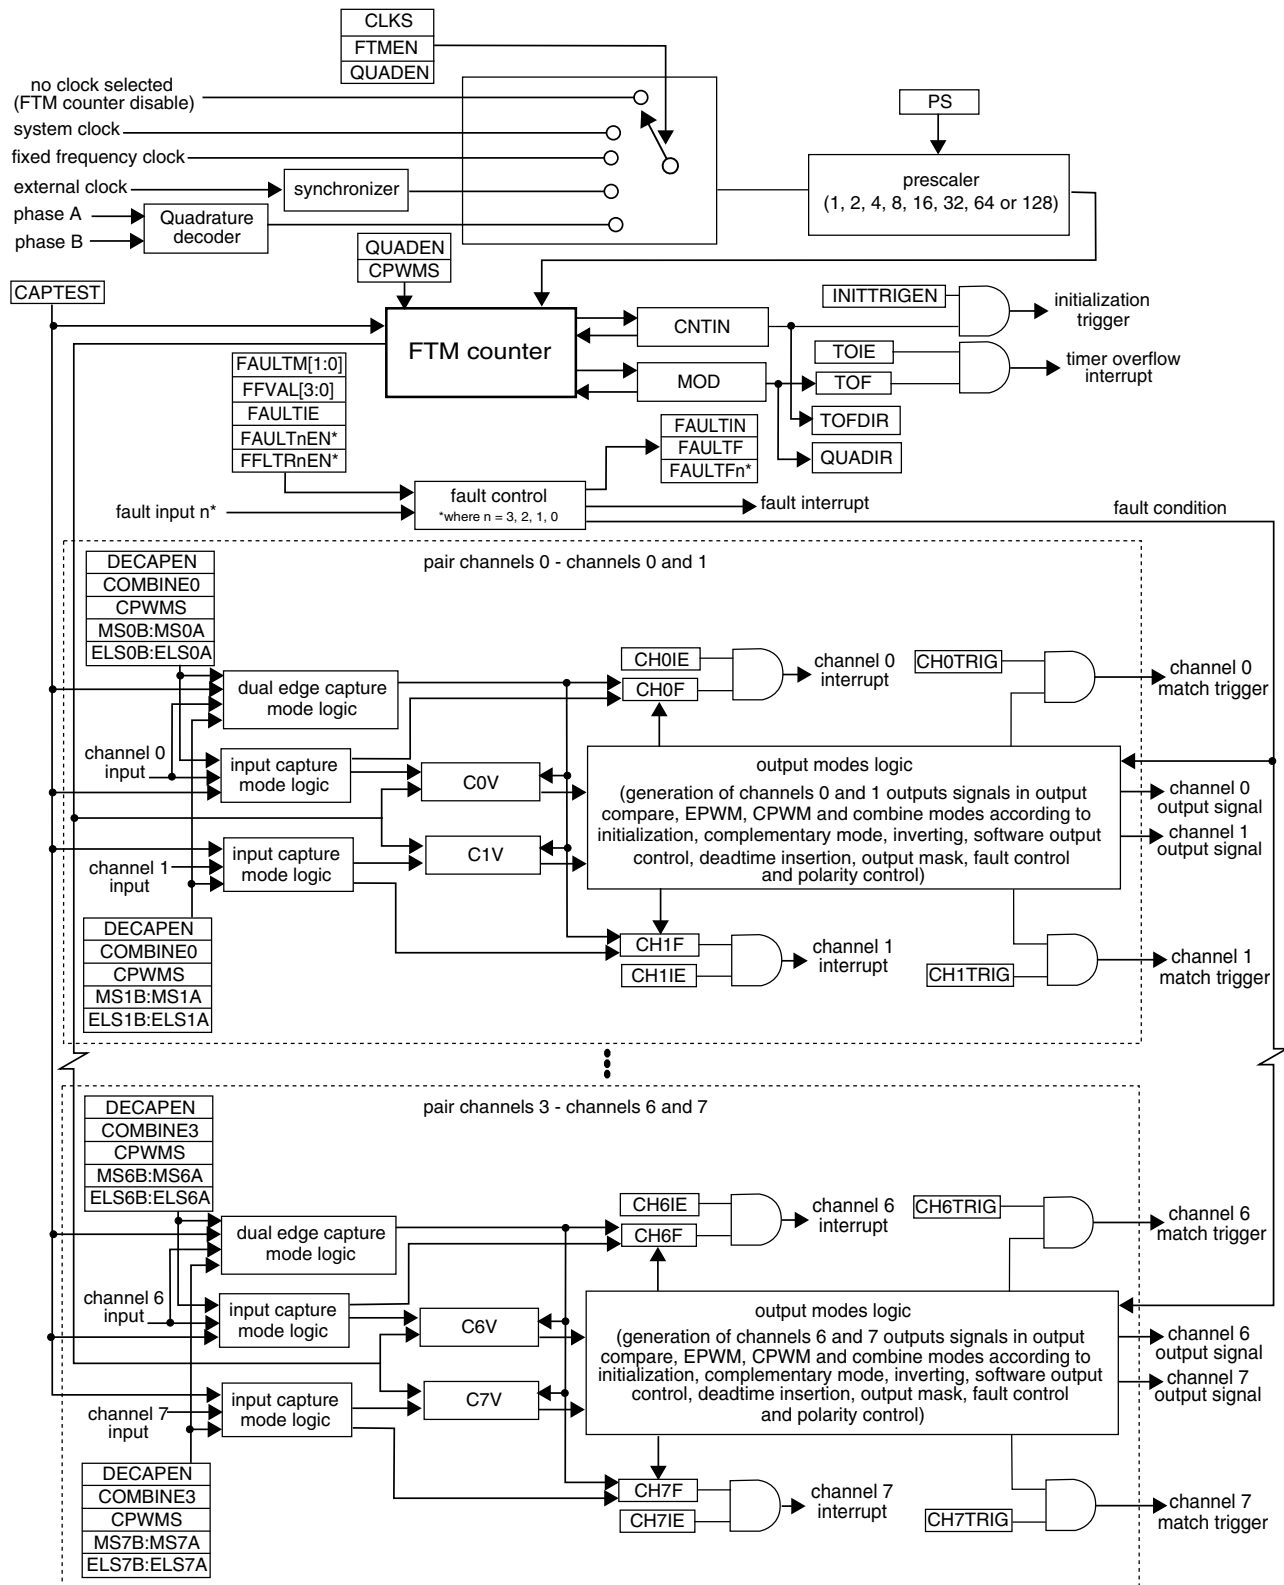 CLKS
FTMEN
QUADEN
no clock selected
(FTM counter disable)
system clock
fixed frequency clock
external clock
synchronizer
phase A
phase B
Quadrature
decoder
PS
prescaler
(1, 2, 4, 8, 16, 32, 64 or 128)
QUADEN
CPWMS
CAPTEST
FTM counter
CNTIN
MOD
INITTRIGEN
initialization
trigger
TOIE
TOF
timer overflow
interrupt
TOFDIR
QUADIR
FAULTM[1:0]
FFVAL[3:0]
FAULTIE
FAULTnEN*
FFLTRnEN*
FAULTIN
FAULTF
FAULTFn*
fault input n*
fault control
*where n = 3, 2, 1, 0
fault interrupt
fault condition
pair channels 0 - channels 0 and 1
DECAPEN
COMBINE0
CPWMS
MS0B:MS0A
ELS0B:ELS0A
dual edge capture
mode logic
channel 0
input
input capture
mode logic
C0V
CH0IE
CH0F
channel 0
interrupt
CH0TRIG
channel 0
match trigger
output modes logic
(generation of channels 0 and 1 outputs signals in output
compare, EPWM, CPWM and combine modes according to
initialization, complementary mode, inverting, software output
control, deadtime insertion, output mask, fault control
and polarity control)
channel 0
output signal
channel 1
output signal
channel 1
input
input capture
mode logic
C1V
DECAPEN
COMBINE0
CPWMS
MS1B:MS1A
ELS1B:ELS1A
CH1F
CH1IE
channel 1
interrupt
CH1TRIG
channel 1
match trigger
pair channels 3 - channels 6 and 7
DECAPEN
COMBINE3
CPWMS
MS6B:MS6A
ELS6B:ELS6A
dual edge capture
mode logic
channel 6
input
input capture
mode logic
C6V
CH6IE
CH6F
channel 6
interrupt
CH6TRIG
channel 6
match trigger
output modes logic
(generation of channels 6 and 7 outputs signals in output
compare, EPWM, CPWM and combine modes according to
initialization, complementary mode, inverting, software output
control, deadtime insertion, output mask, fault control
and polarity control)
channel 6
output signal
channel 7
output signal
channel 7
input
input capture
mode logic
C7V
DECAPEN
COMBINE3
CPWMS
MS7B:MS7A
ELS7B:ELS7A
CH7F
CH7IE
channel 7
interrupt
CH7TRIG
channel 7
match trigger